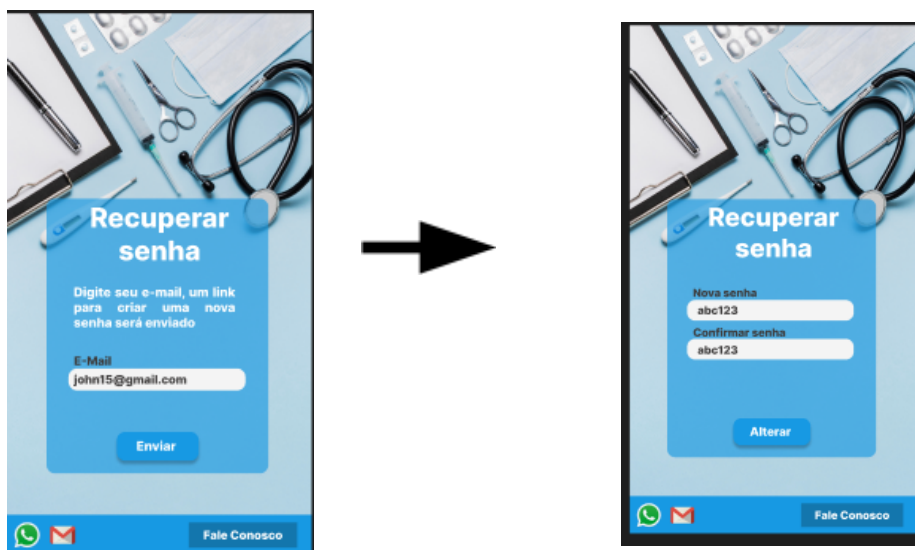 Recuperar
senha
Digite seu e-mail, um link
para criar uma nova
senha será enviado
E-Mail
john15@gmail.com
Enviar
Fale Conosco
Recuperar
senha
Nova senha
abc123
Confirmar senha
abc123
Alterar
Fale Conosco